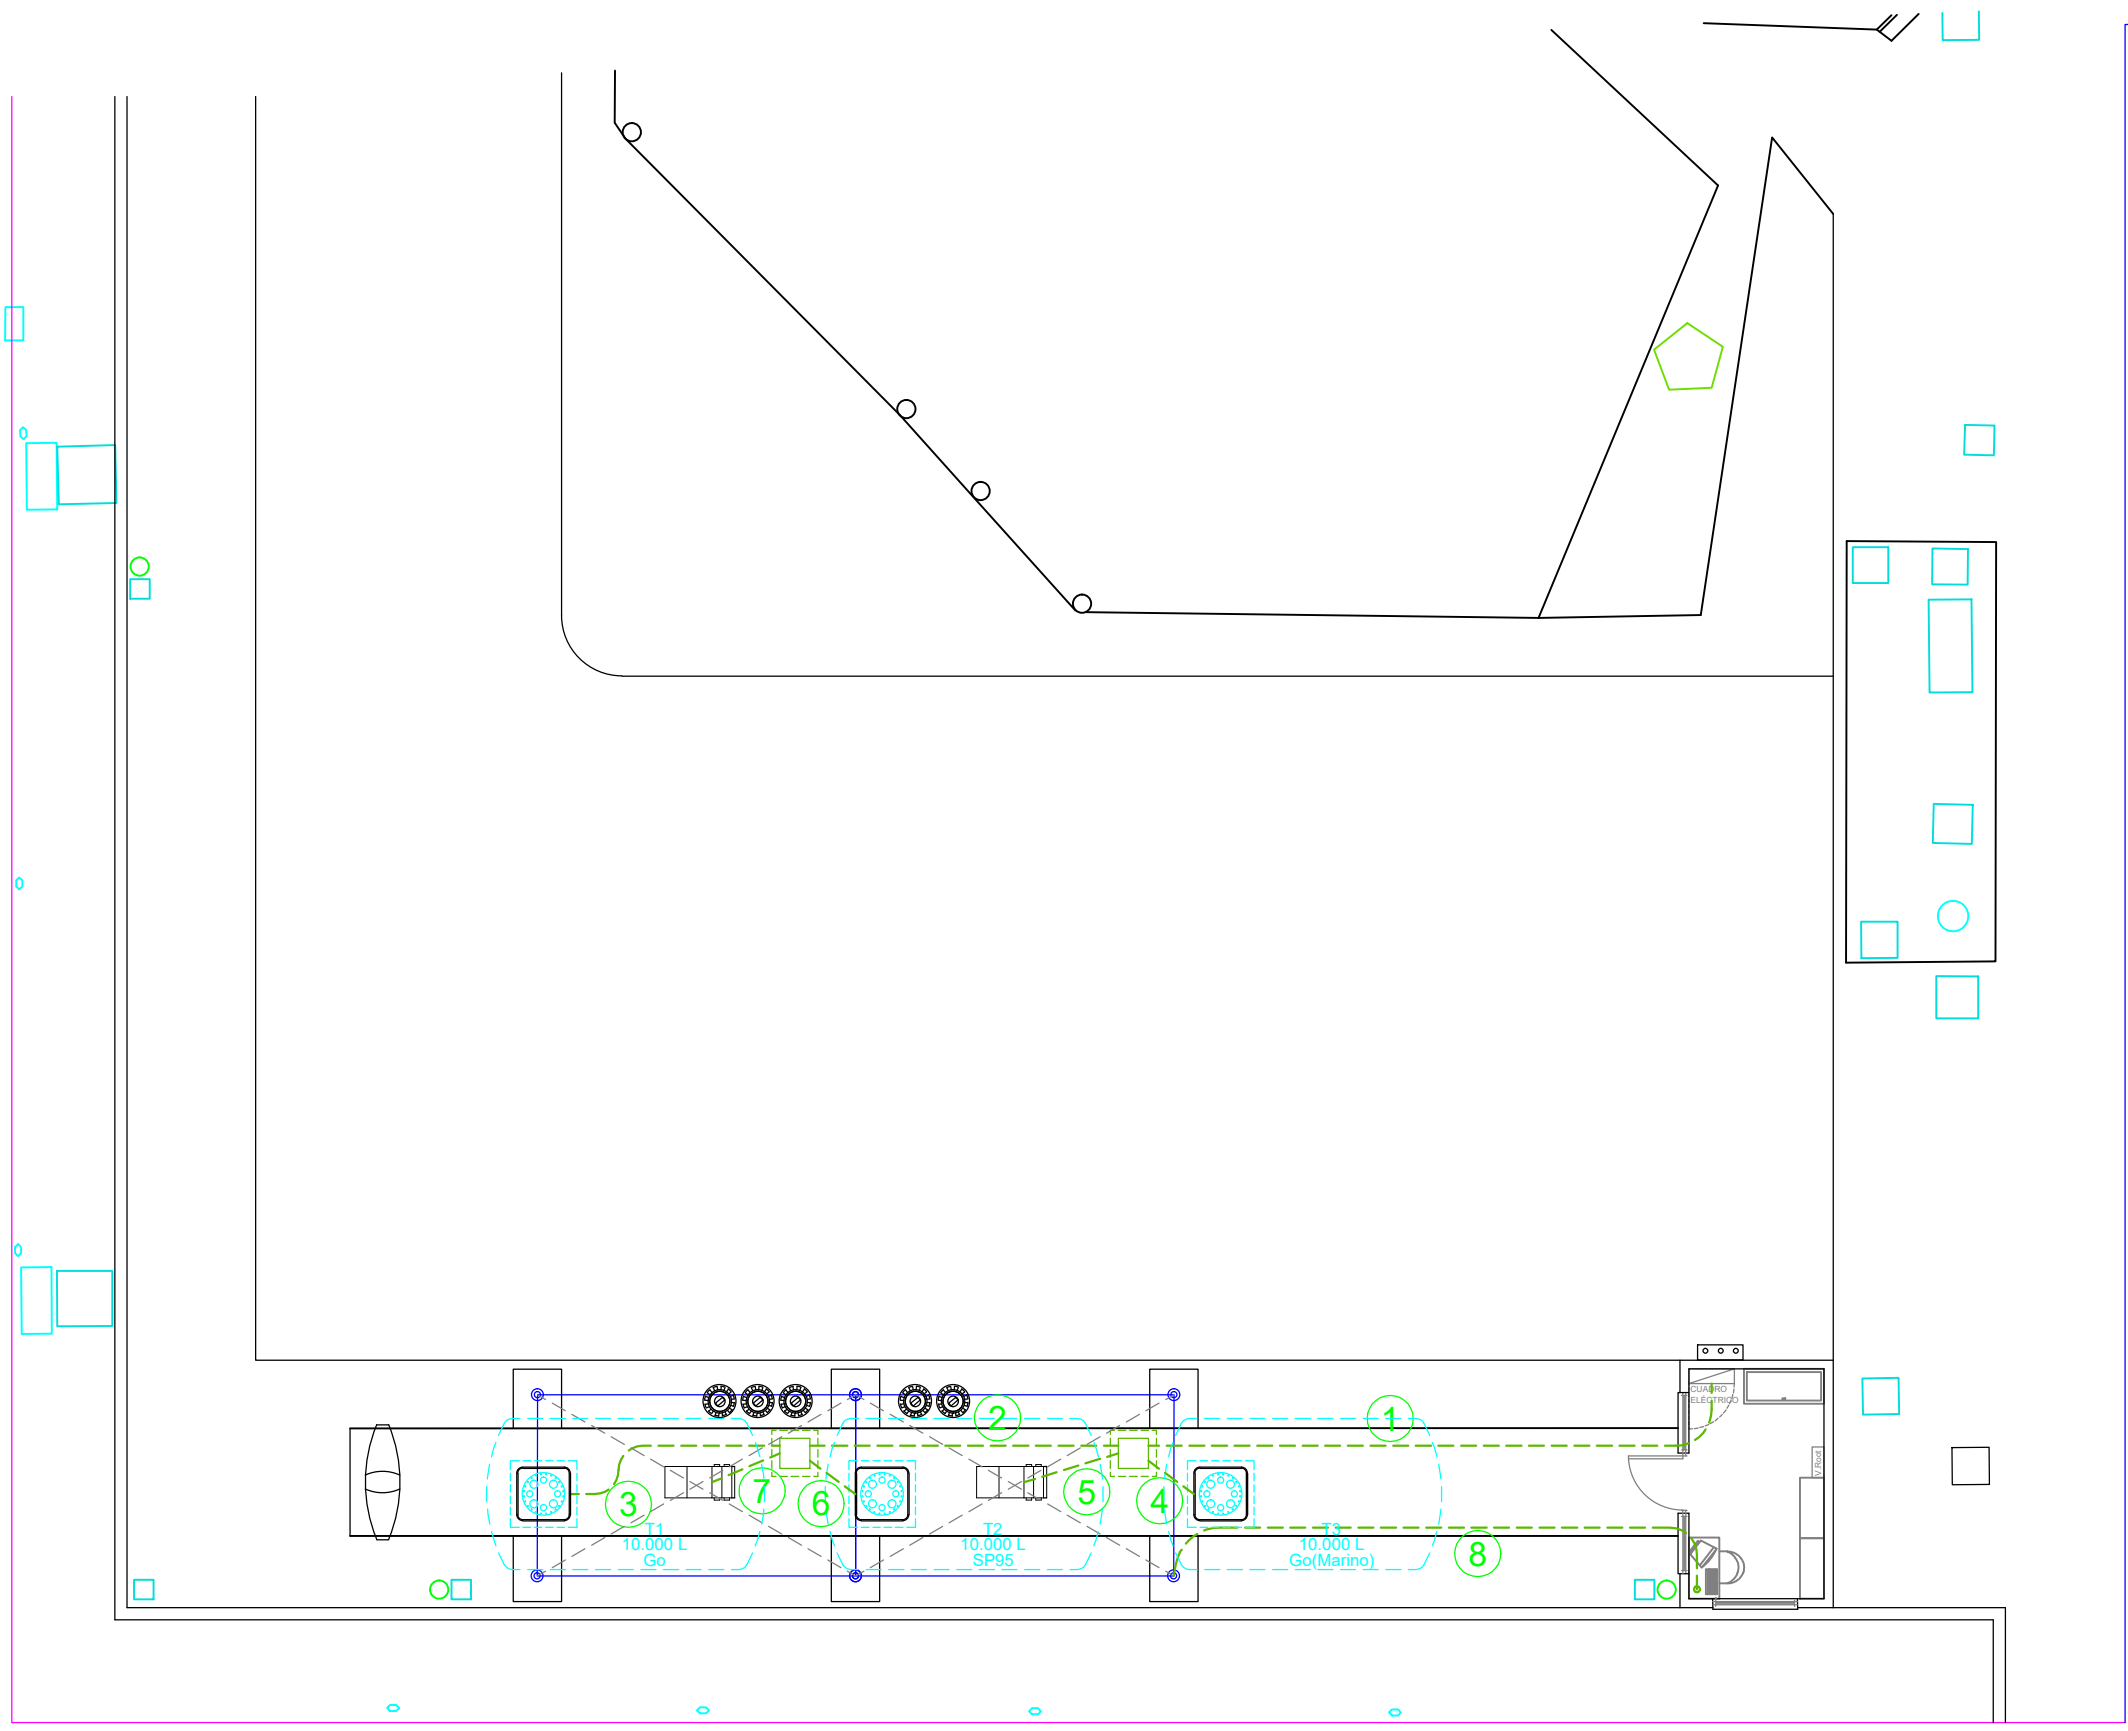 CUADRO
ELÉCTRICO
2
1
V.Root
7
5
3
6
4
T1
10.000 L
Go
T2
10.000 L
SP95
T3
10.000 L
Go(Marino)
8